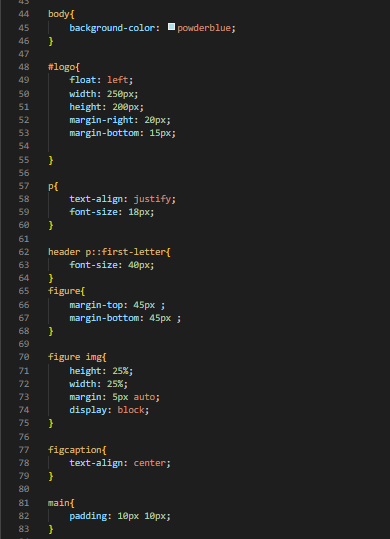 43
44 body{
45 background-color: powderblue;
46 }
47
48 #logo{
49 float: left;
50 width: 250px;
51 height: 200px;
52 margin-right: 20px;
53 margin-bottom: 15px;
54
55 }
56
57 p{
58 text-align: justify;
59 font-size: 18px;
60 }
61
62 header p::first-letter{
63 font-size: 40px;
64 }
65 figure{
66 margin-top: 45px ;
67 margin-bottom: 45px ;
68 }
69
70 figure img{
71 height: 25%;
72 width: 25%;
73 margin: 5px auto;
74 display: block;
75 }
76
77 figcaption{
78 text-align: center;
79 }
80
81 main{
82 padding: 10px 10px;
83 }